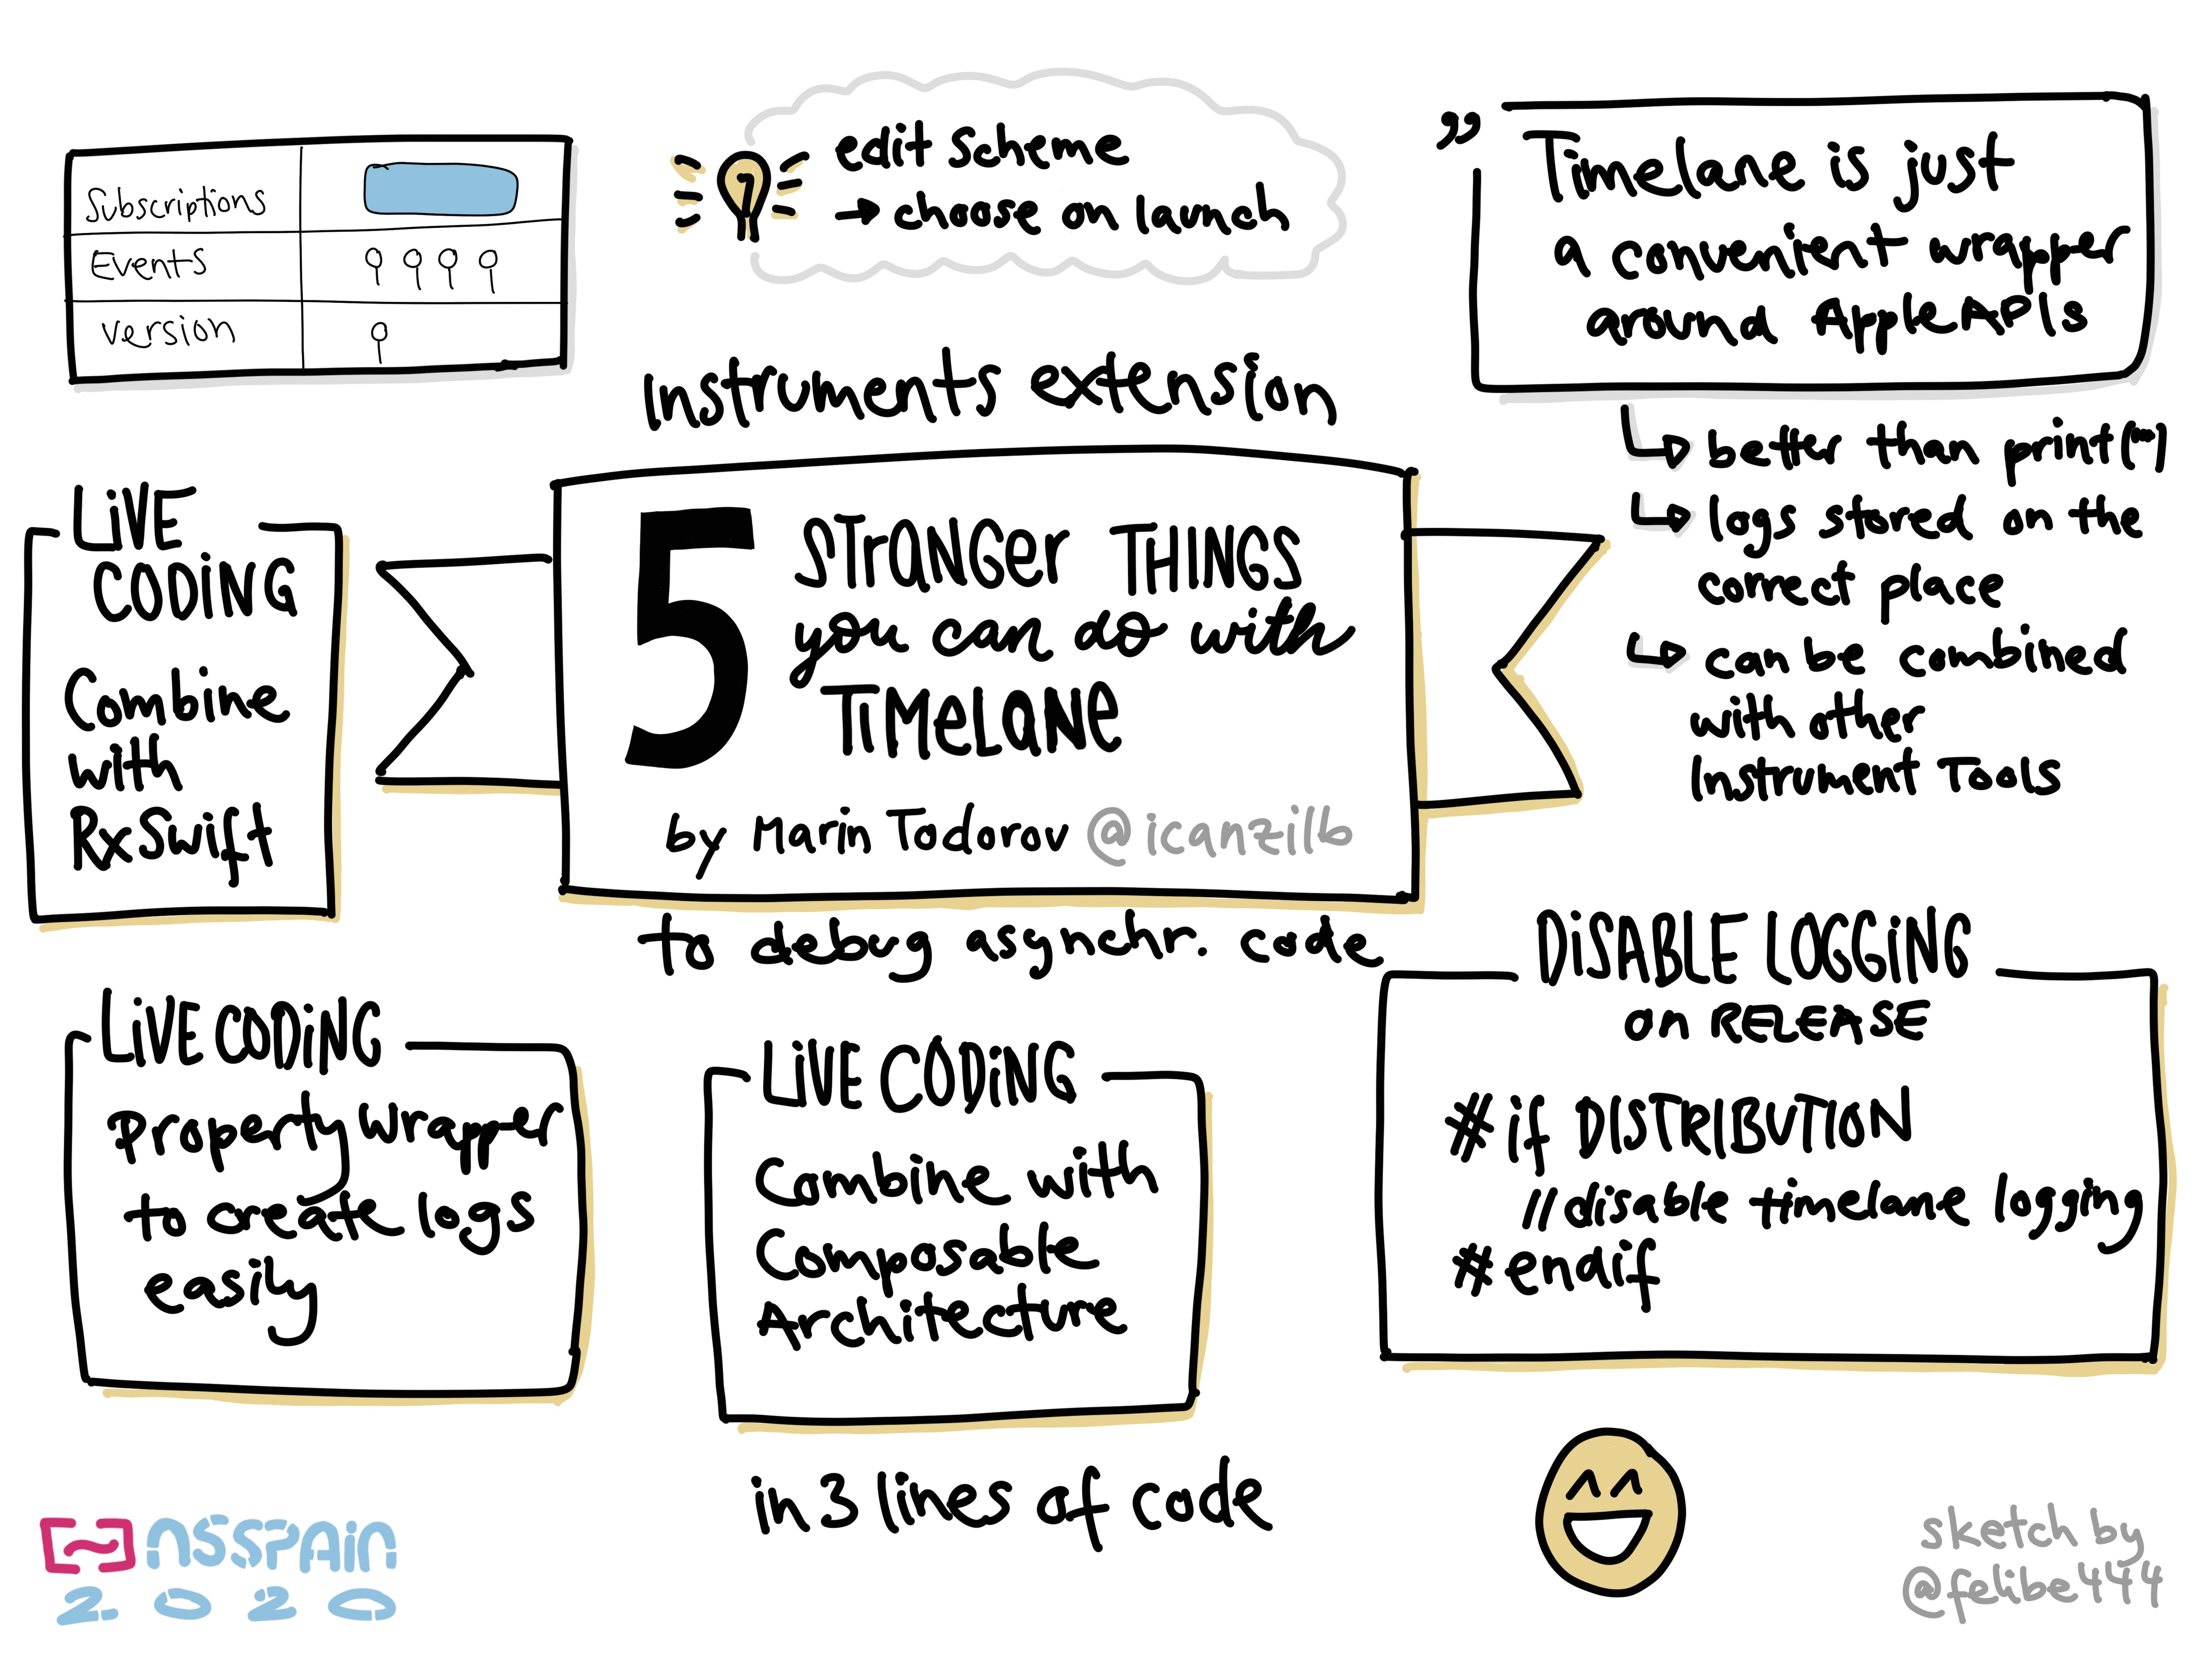 Subscriptions
Events
version
edit scheme
→ choose on launch
”
Timelane is just
a convenient wrapper
around Apple APIs
↳ better than print(...)
↳ logs stored on the
correct place
↳ can be combined
with other
Instrument Tools
Instruments extension
5 STRANGER THINGS
you can do with
TIMELANE
by Marin Todorov @icanzilb
to debug asynchr. code
LIVE
CODING
Combine
with
RxSwift
LIVE CODING
Property wrapper
to create logs
easily
LIVE CODING
Combine with
Composable
Architecture
in 3 lines of code
DISABLE LOGGING
on RELEASE
#if DISTRIBUTION
//disable timelane logging
#endif
NSSPAIN
2020
sketch by
@felibe444